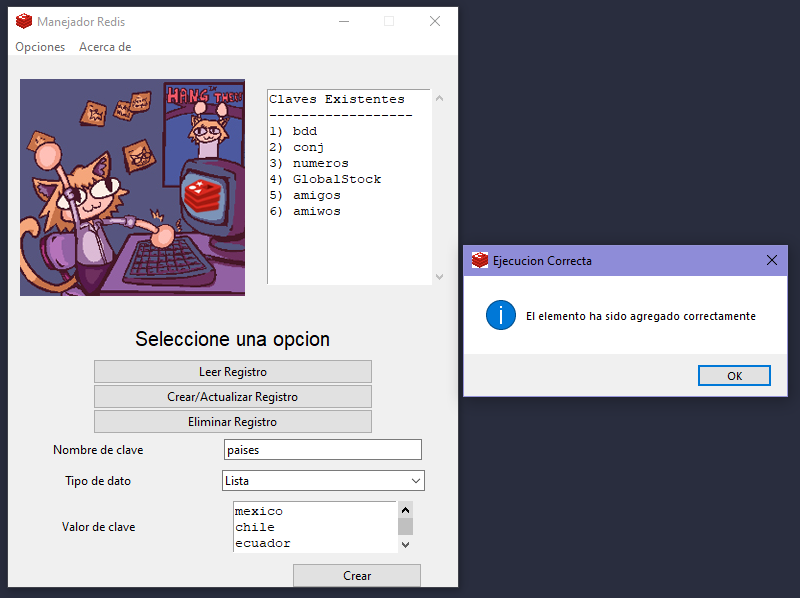 Manejador Redis
Opciones Acerca de
HANG IN THERE
Claves Existentes
------------------
1) bdd
2) conj
3) numeros
4) GlobalStock
5) amigos
6) amiwos
Ejecucion Correcta
El elemento ha sido agregado correctamente
OK
Seleccione una opcion
Leer Registro
Crear/Actualizar Registro
Eliminar Registro
Nombre de clave paises
Tipo de dato Lista
Valor de clave
mexico
chile
ecuador
Crear